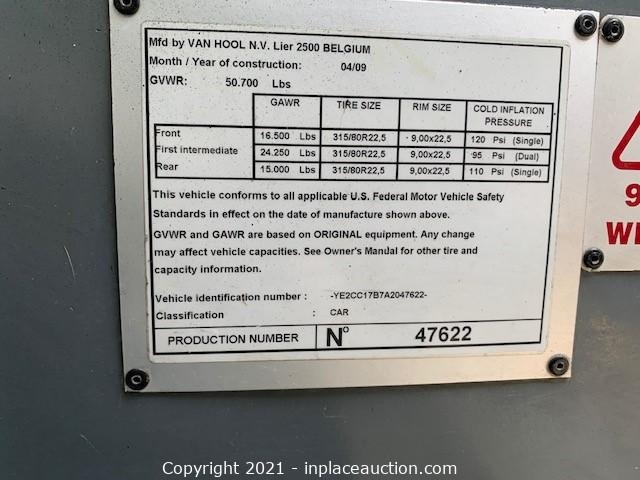 Mfd by VAN HOOL N.V. Lier 2500 BELGIUM
Month / Year of construction: 04/09
GVWR: 50.700 Lbs
GAWR TIRE SIZE RIM SIZE COLD INFLATION PRESSURE
Front 16.500 Lbs 315/80R22,5 9,00x22,5 120 Psi (Single)
First intermediate 24.250 Lbs 315/80R22,5 9,00x22,5 95 Psi (Dual)
Rear 15.000 Lbs 315/80R22,5 9,00x22,5 110 Psi (Single)
This vehicle conforms to all applicable U.S. Federal Motor Vehicle Safety
Standards in effect on the date of manufacture shown above.
GVWR and GAWR are based on ORIGINAL equipment. Any change
may affect vehicle capacities. See Owner's Manual for other tire and
capacity information.
Vehicle identification number : -YE2CC17B7A2047622-
Classification : CAR
PRODUCTION NUMBER N° 47622
9
Copyright 2021 - inplaceauction.com